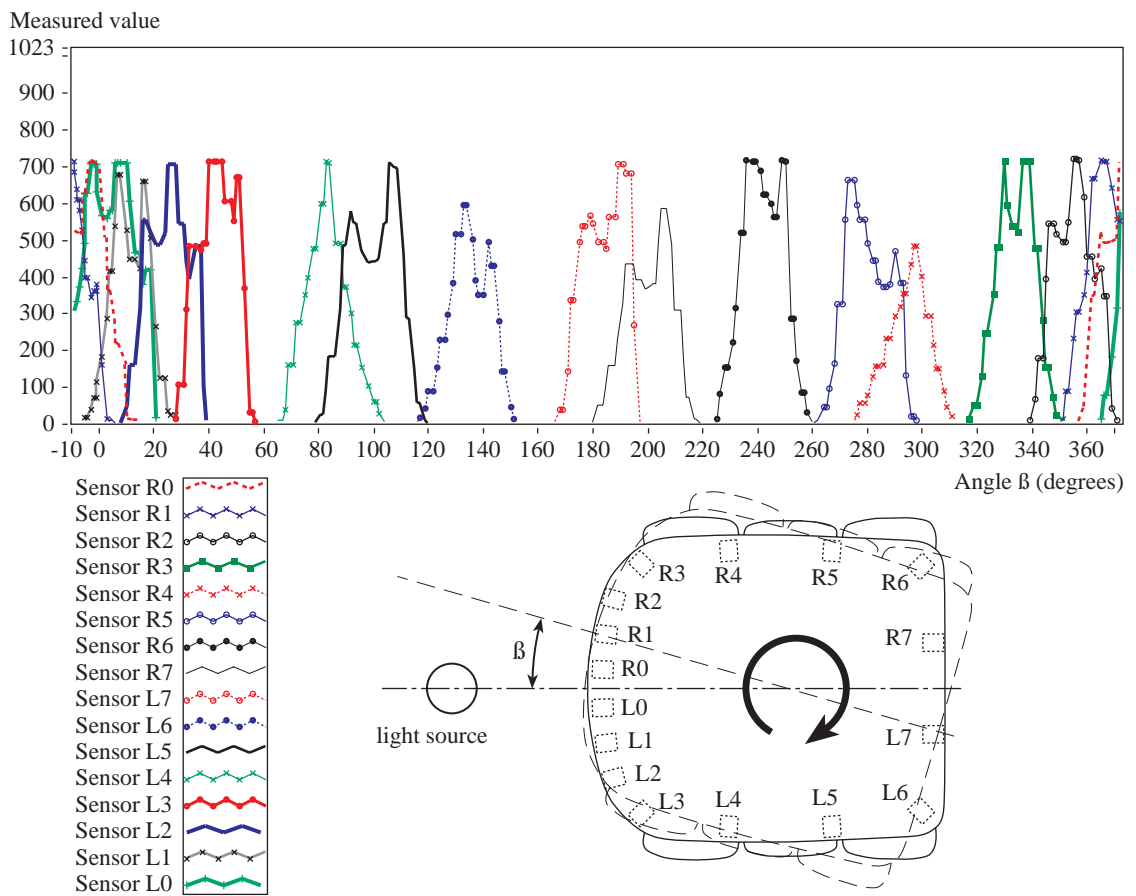 Measured value
1023
900
800
700
600
500
400
300
200
100
0
-10 0 20 40 60 80 100 120 140 160 180 200 220 240 260 280 300 320 340 360
Angle ß (degrees)
Sensor R0
Sensor R1
Sensor R2
Sensor R3
Sensor R4
Sensor R5
Sensor R6
Sensor R7
Sensor L7
Sensor L6
Sensor L5
Sensor L4
Sensor L3
Sensor L2
Sensor L1
Sensor L0
R3 R4 R5 R6
R2
R1
R7
ß
R0
L0
light source
L1
L7
L2
L3 L4 L5 L6